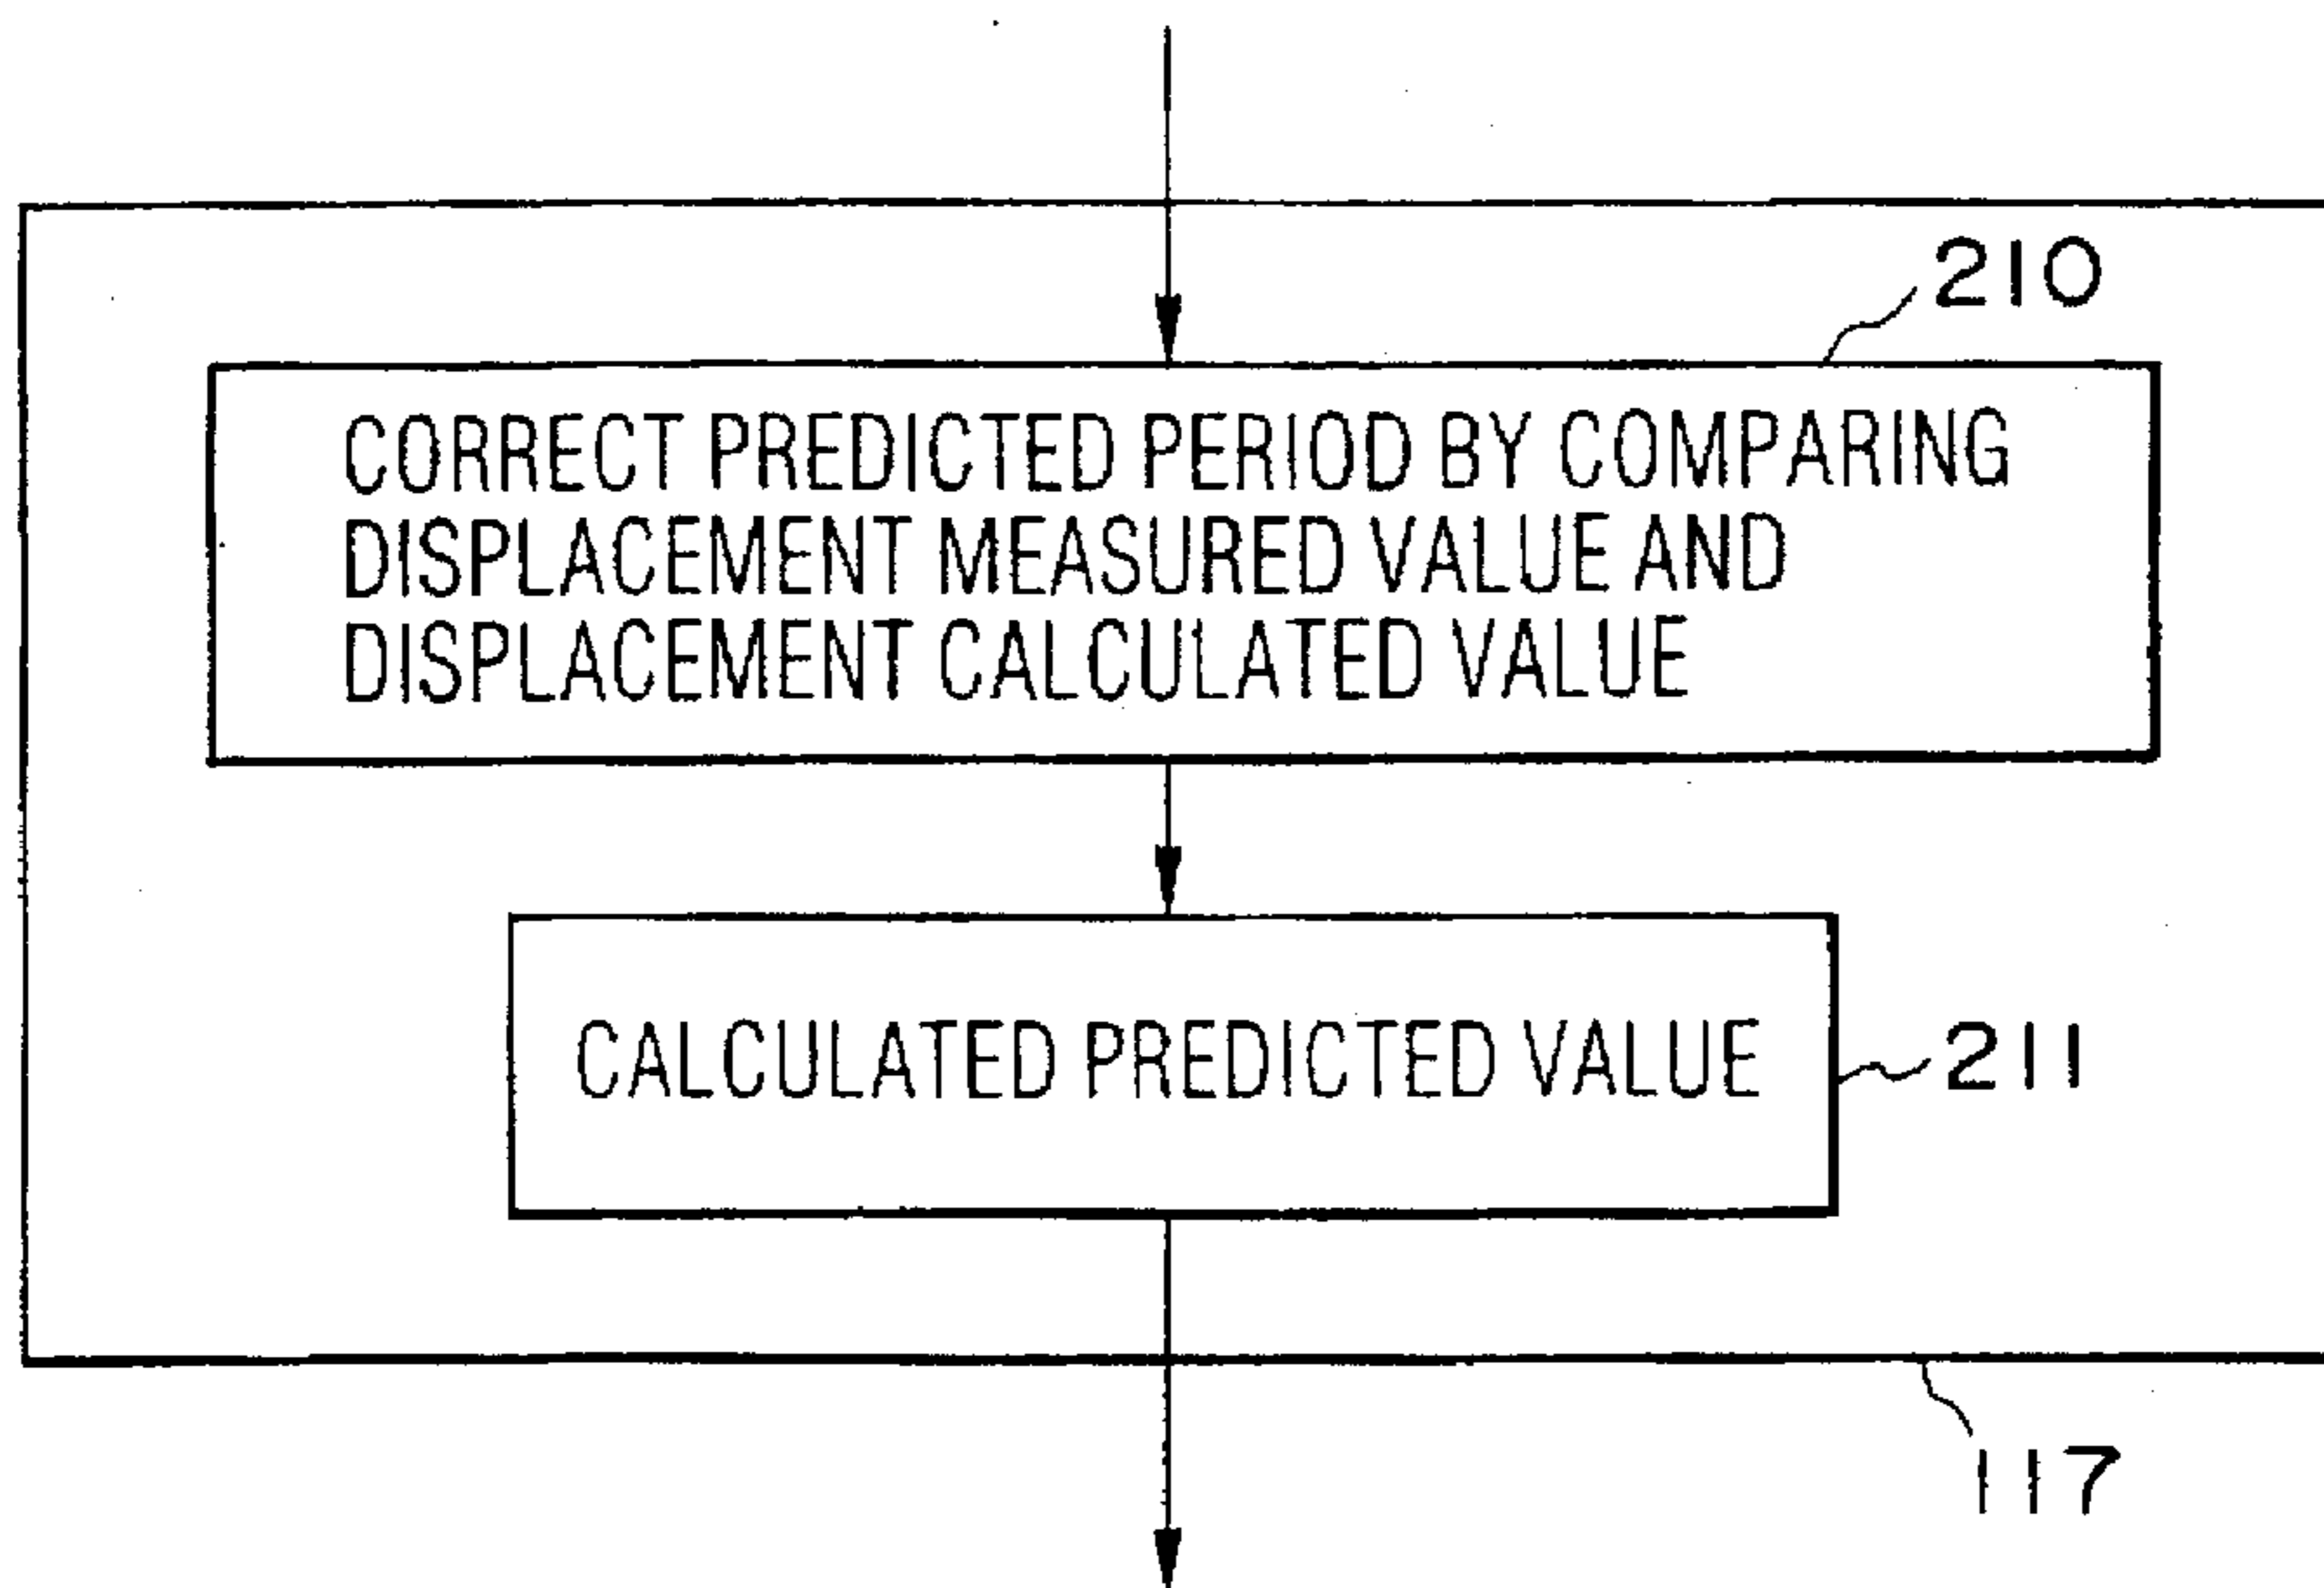 210
CORRECT PREDICTED PERIOD BY COMPARING
DISPLACEMENT MEASURED VALUE AND
DISPLACEMENT CALCULATED VALUE
CALCULATED PREDICTED VALUE
211
117